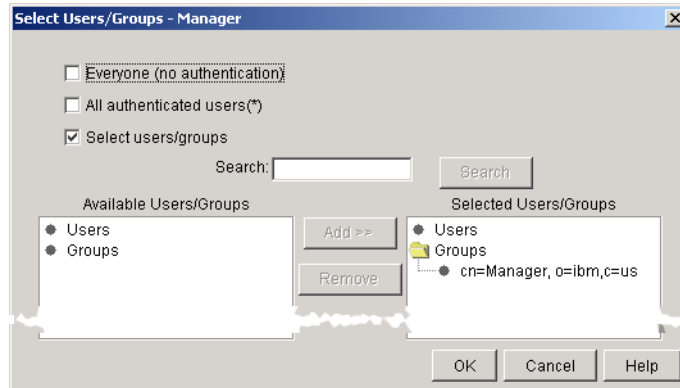 Select Users/Groups - Manager
Everyone (no authentication)
All authenticated users(*)
Select users/groups
Search:
Search
Available Users/Groups
Selected Users/Groups
Users
Groups
Add >>
Remove
Users
Groups
cn=Manager, o=ibm,c=us
OK
Cancel
Help